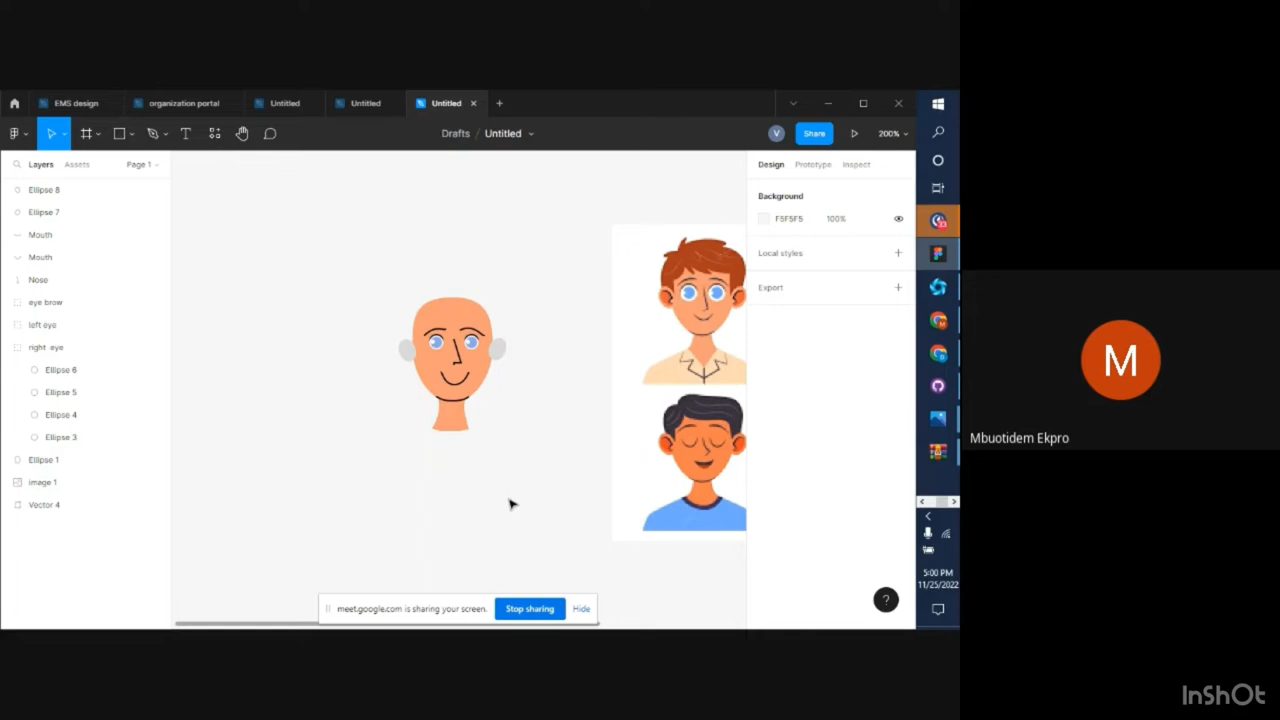 EMS design
organization portal
Untitled
Untitled
Untitled
Drafts / Untitled
V
Share
200%
Layers
Assets
Page 1
Design
Prototype
Inspect
Ellipse 8
Ellipse 7
Mouth
Mouth
Nose
eye brow
left eye
right eye
Ellipse 6
Ellipse 5
Ellipse 4
Ellipse 3
Ellipse 1
image 1
Vector 4
Background
F5F5F5
100%
Local styles
Export
?
meet.google.com is sharing your screen.
Stop sharing
Hide
5:00 PM
11/25/2022
M
Mbuotidem Ekpro
InShOt